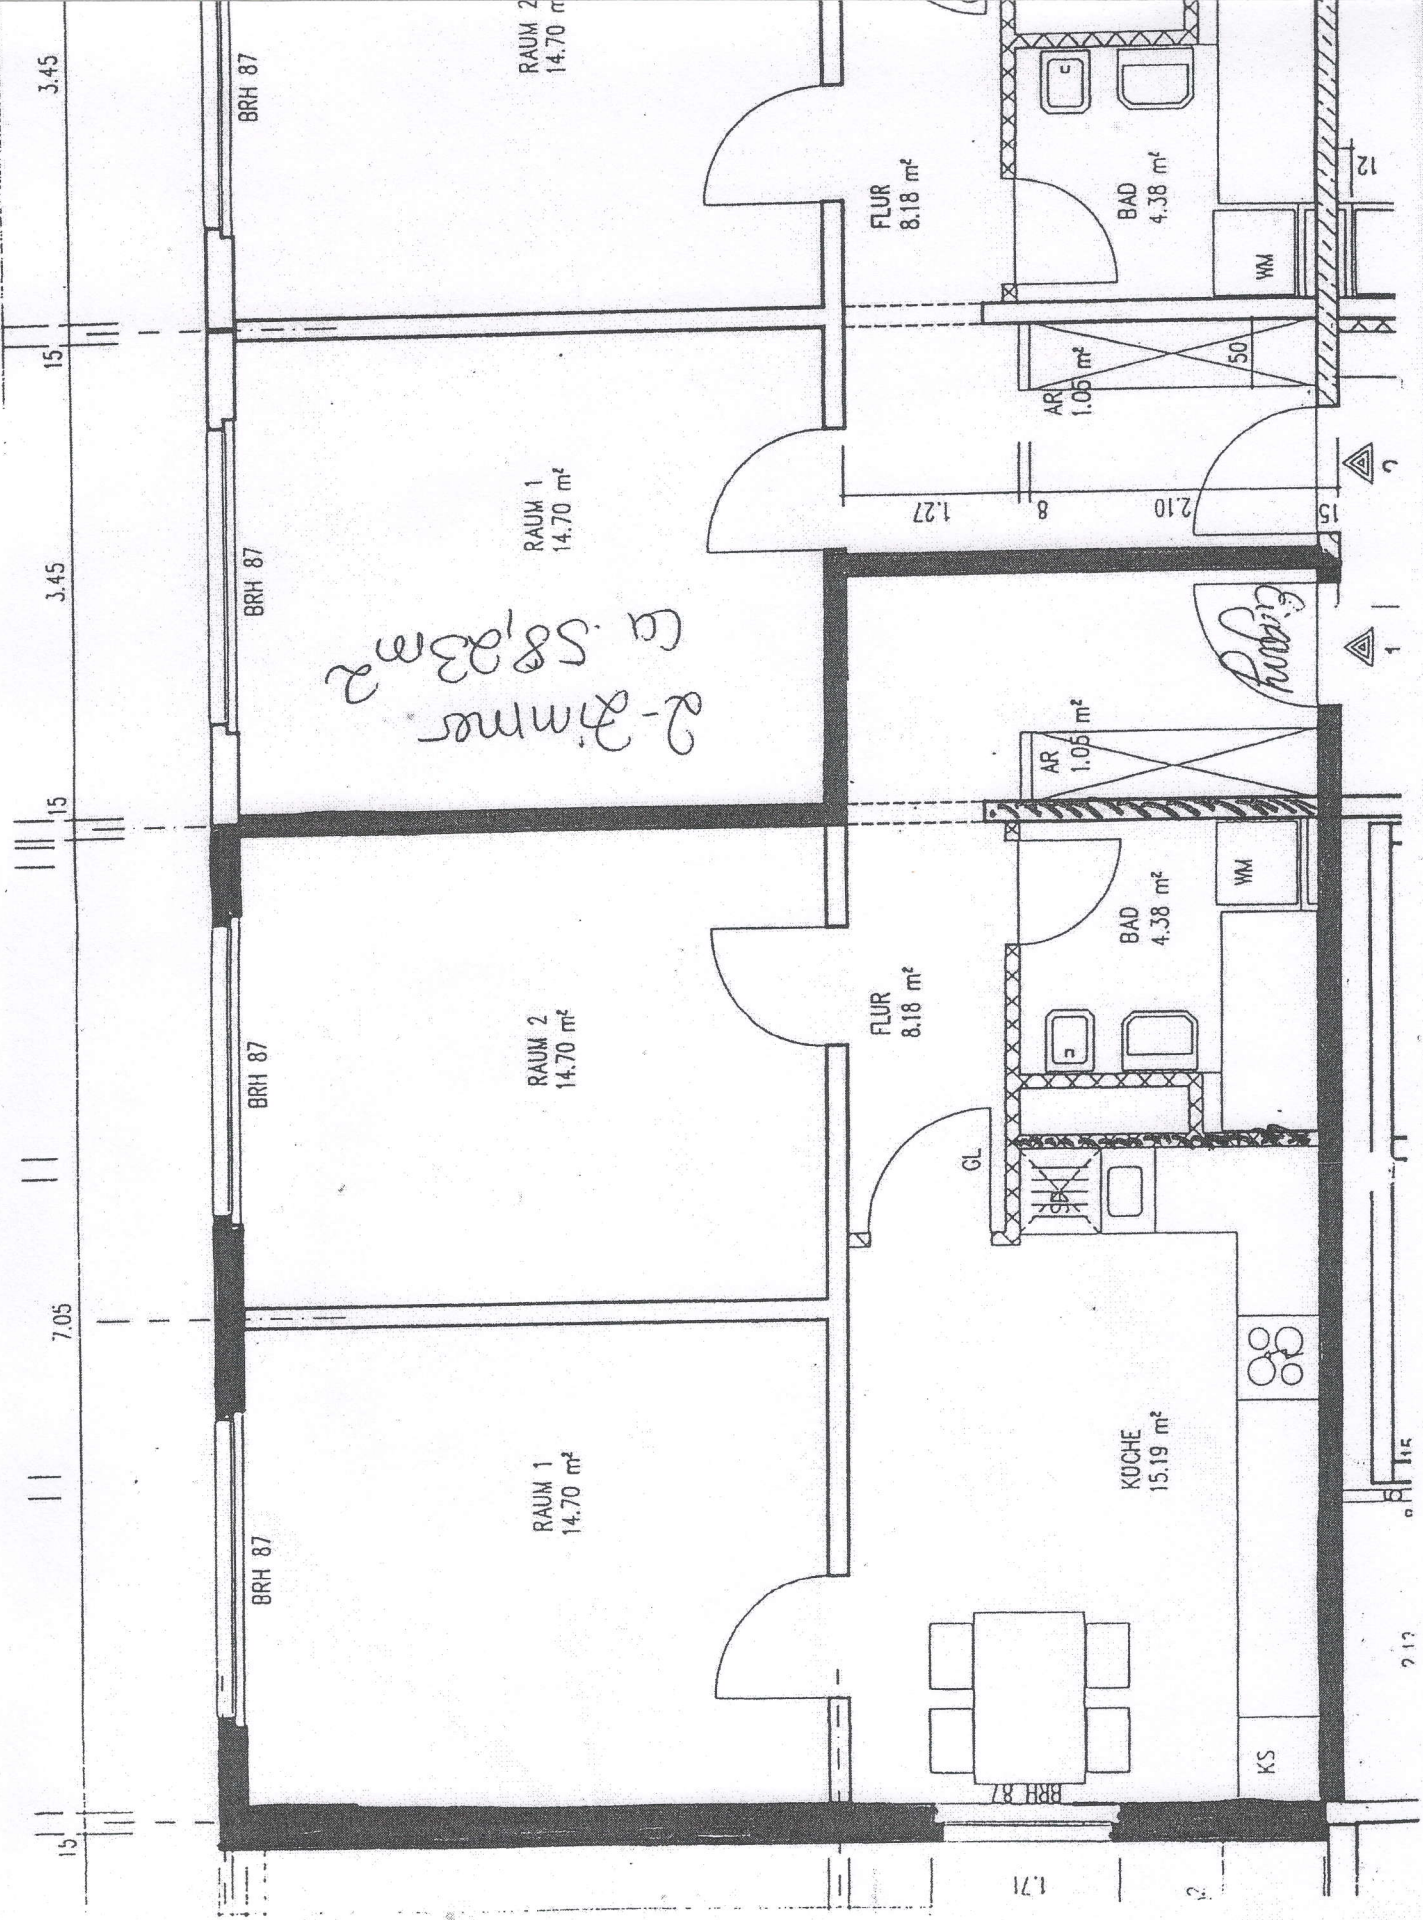 3.45
BRH 87
RAUM 2
14.70 m
FLUR
8.18 m²
BAD
4.38 m²
WM
12
15
RAUM 1
14.70 m²
AR
1.05 m²
50
3.45
BRH 87
1.27
8
2.10
15
2
2-Zimmer
Ca. 58,23 m2
Eingang
1
AR
1.05 m²
15
BRH 87
RAUM 2
14.70 m²
FLUR
8.18 m²
BAD
4.38 m²
WM
GL
7.05
BRH 87
RAUM 1
14.70 m²
KÜCHE
15.19 m²
KS
BRH 87
15
1.71
15